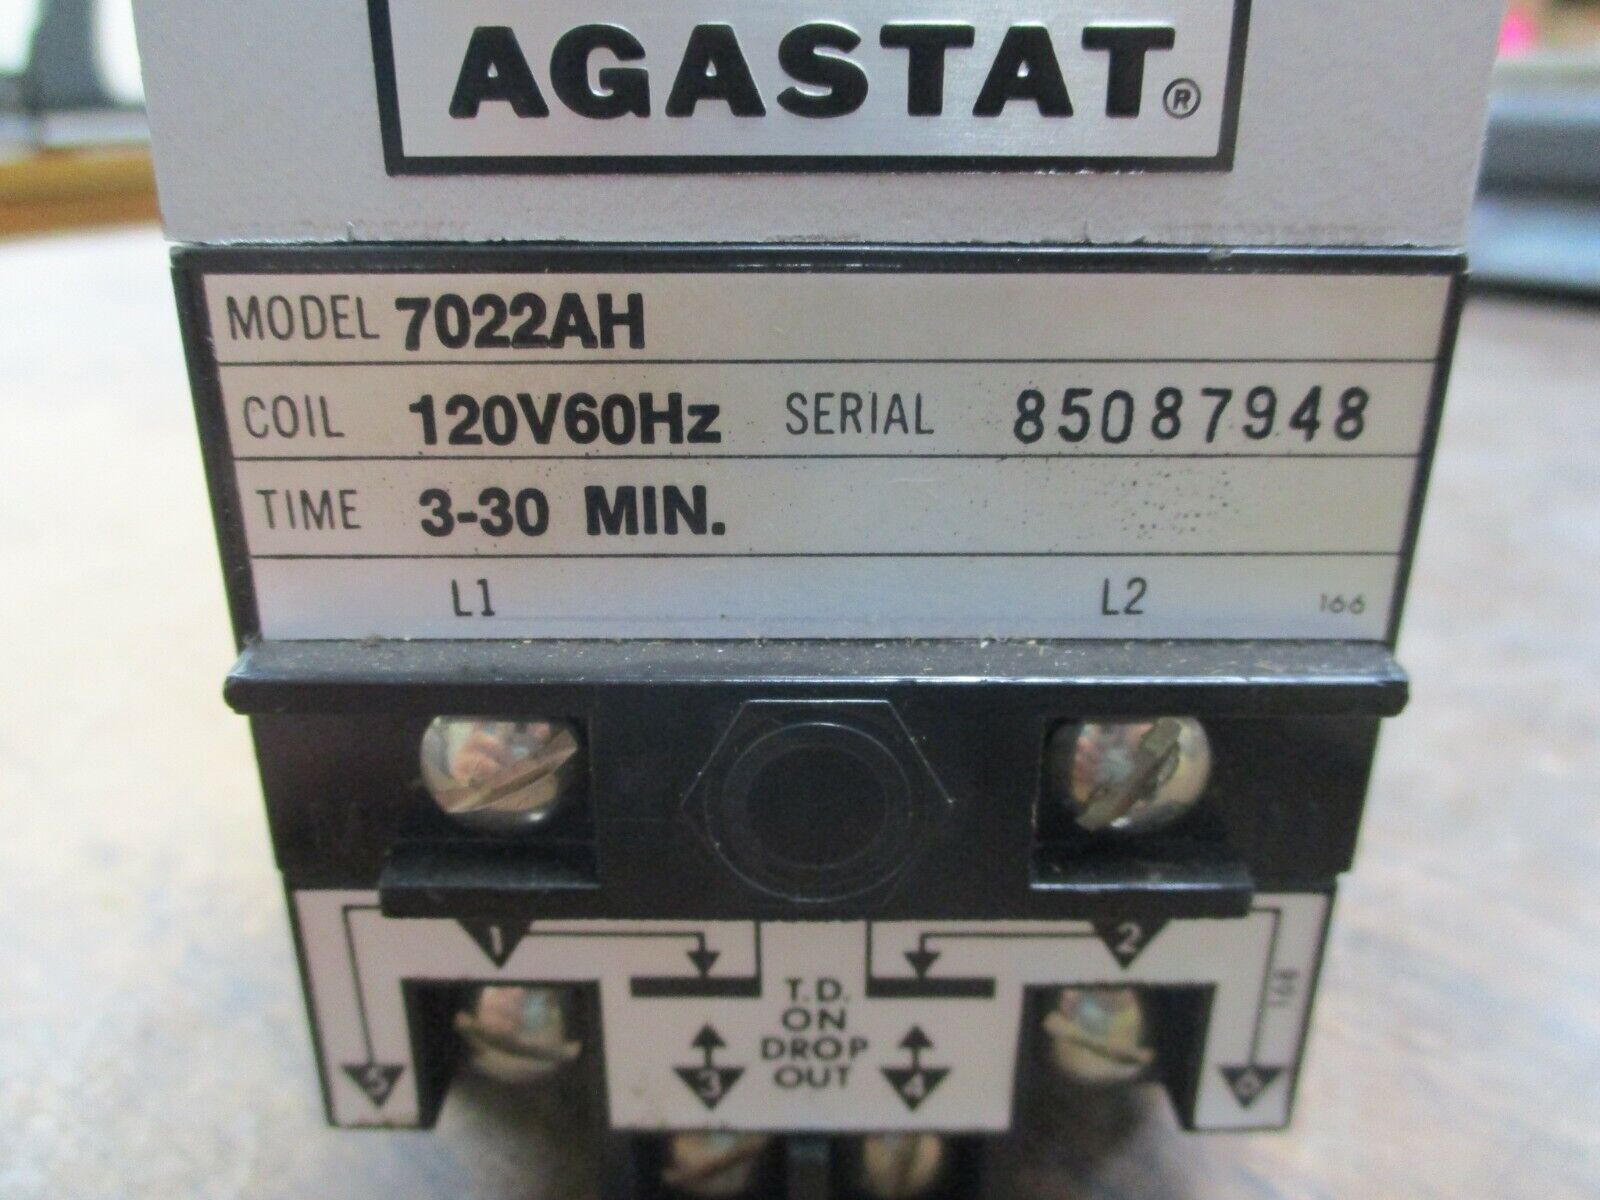 AGASTAT®
MODEL 7022AH
COIL 120V60Hz SERIAL 85087948
TIME 3-30 MIN.
L1 L2 166
1 2
T.D.
ON
DROP
OUT
168
5 3 4 6